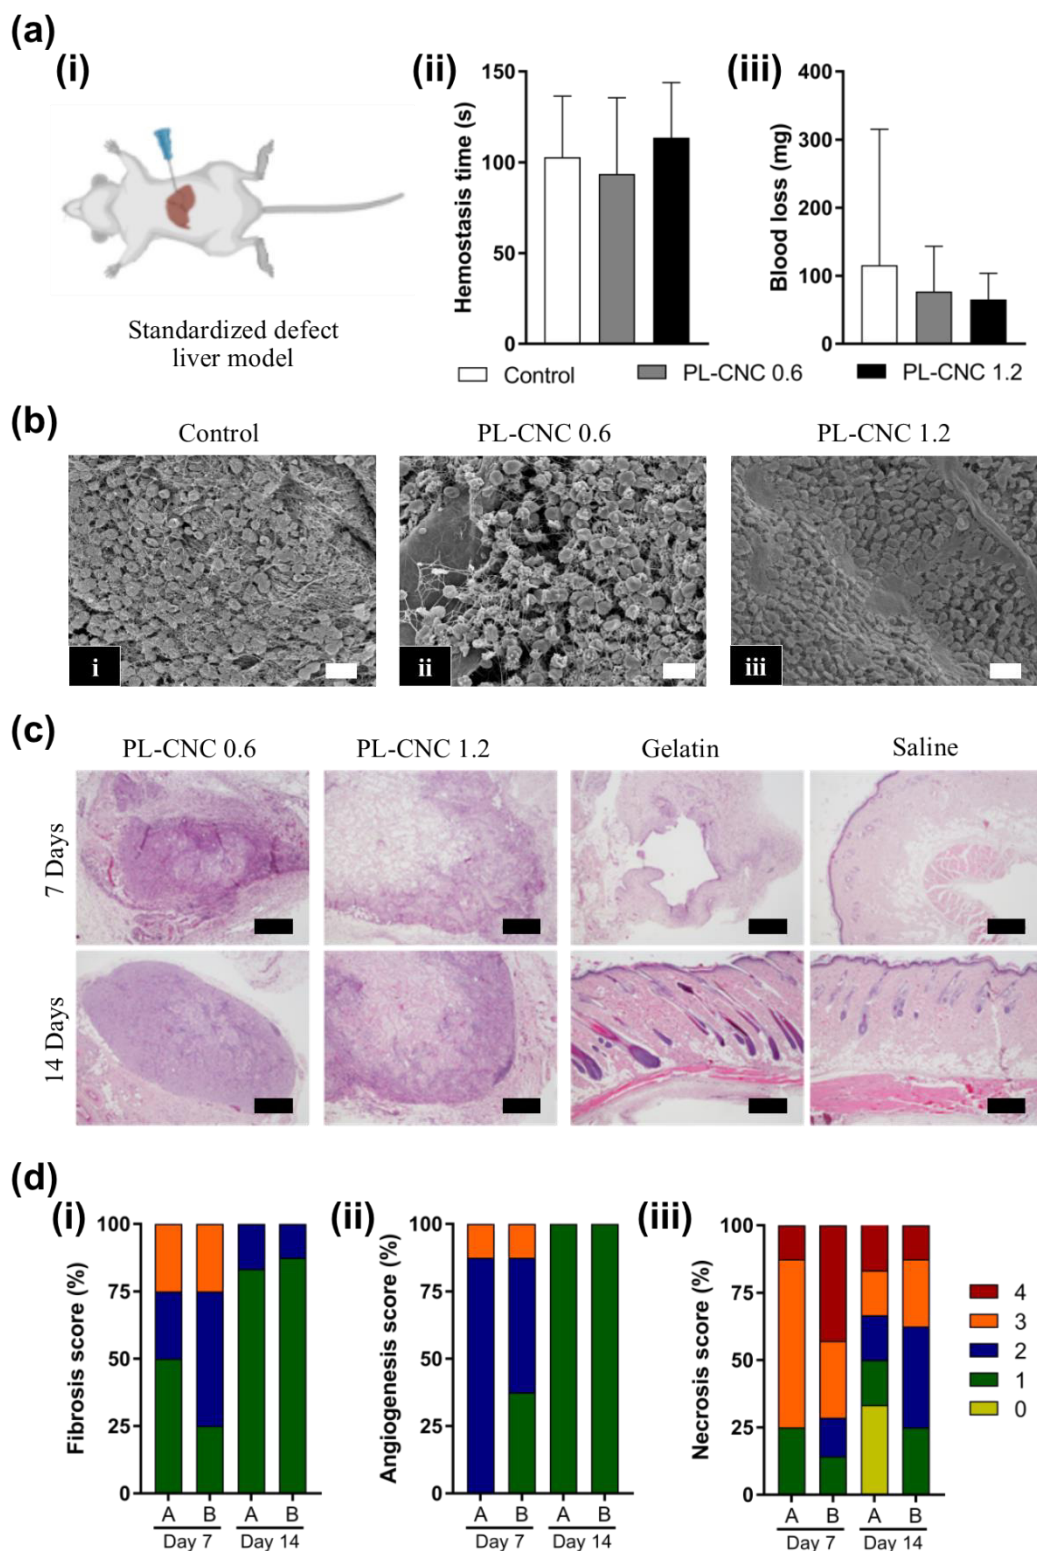 (a)
(i)
(ii)
(iii)
Standardized defect
liver model
Hemostasis time (s)
150
100
50
0
Blood loss (mg)
400
300
200
100
0
Control
PL-CNC 0.6
PL-CNC 1.2
(b)
Control
PL-CNC 0.6
PL-CNC 1.2
i
ii
iii
(c)
PL-CNC 0.6
PL-CNC 1.2
Gelatin
Saline
7 Days
14 Days
(d)
(i)
Fibrosis score (%)
100
75
50
25
0
A
B
A
B
Day 7
Day 14
(ii)
Angiogenesis score (%)
100
75
50
25
0
A
B
A
B
Day 7
Day 14
(iii)
Necrosis score (%)
100
75
50
25
0
A
B
A
B
Day 7
Day 14
4
3
2
1
0